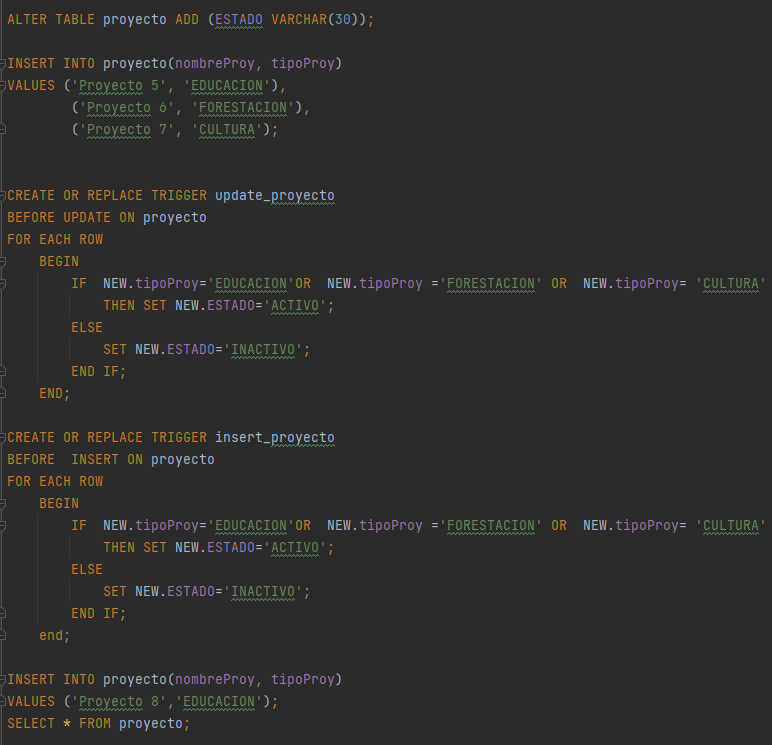 ALTER TABLE proyecto ADD (ESTADO VARCHAR(30));
INSERT INTO proyecto(nombreProy, tipoProy)
VALUES ('Proyecto 5', 'EDUCACION'),
('Proyecto 6', 'FORESTACION'),
('Proyecto 7', 'CULTURA');
CREATE OR REPLACE TRIGGER update_proyecto
BEFORE UPDATE ON proyecto
FOR EACH ROW
BEGIN
IF  NEW.tipoProy='EDUCACION'OR  NEW.tipoProy ='FORESTACION' OR  NEW.tipoProy= 'CULTURA'
THEN SET NEW.ESTADO='ACTIVO';
ELSE
SET NEW.ESTADO='INACTIVO';
END IF;
END;
CREATE OR REPLACE TRIGGER insert_proyecto
BEFORE  INSERT ON proyecto
FOR EACH ROW
BEGIN
IF  NEW.tipoProy='EDUCACION'OR  NEW.tipoProy ='FORESTACION' OR  NEW.tipoProy= 'CULTURA'
THEN SET NEW.ESTADO='ACTIVO';
ELSE
SET NEW.ESTADO='INACTIVO';
END IF;
end;
INSERT INTO proyecto(nombreProy, tipoProy)
VALUES ('Proyecto 8','EDUCACION');
SELECT * FROM proyecto;